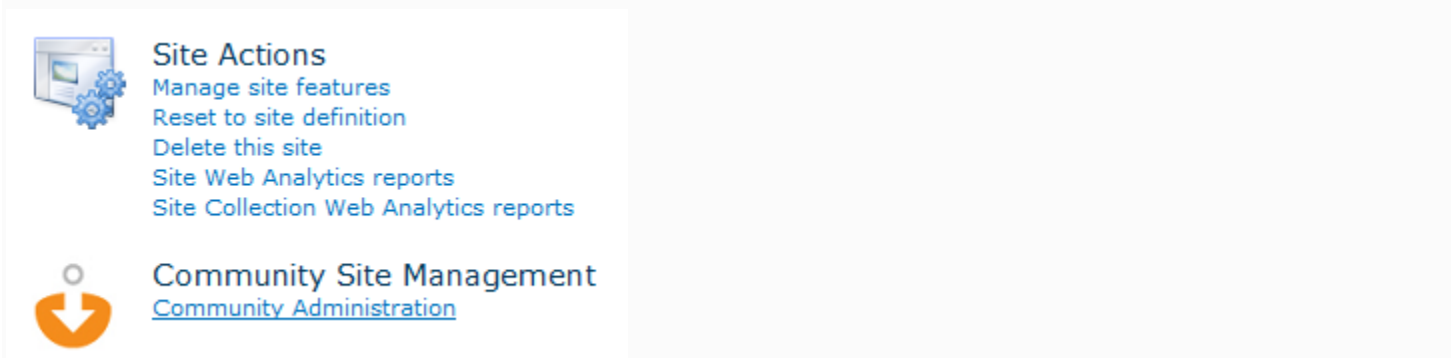 Site Actions
Manage site features
Reset to site definition
Delete this site
Site Web Analytics reports
Site Collection Web Analytics reports
Community Site Management
Community Administration